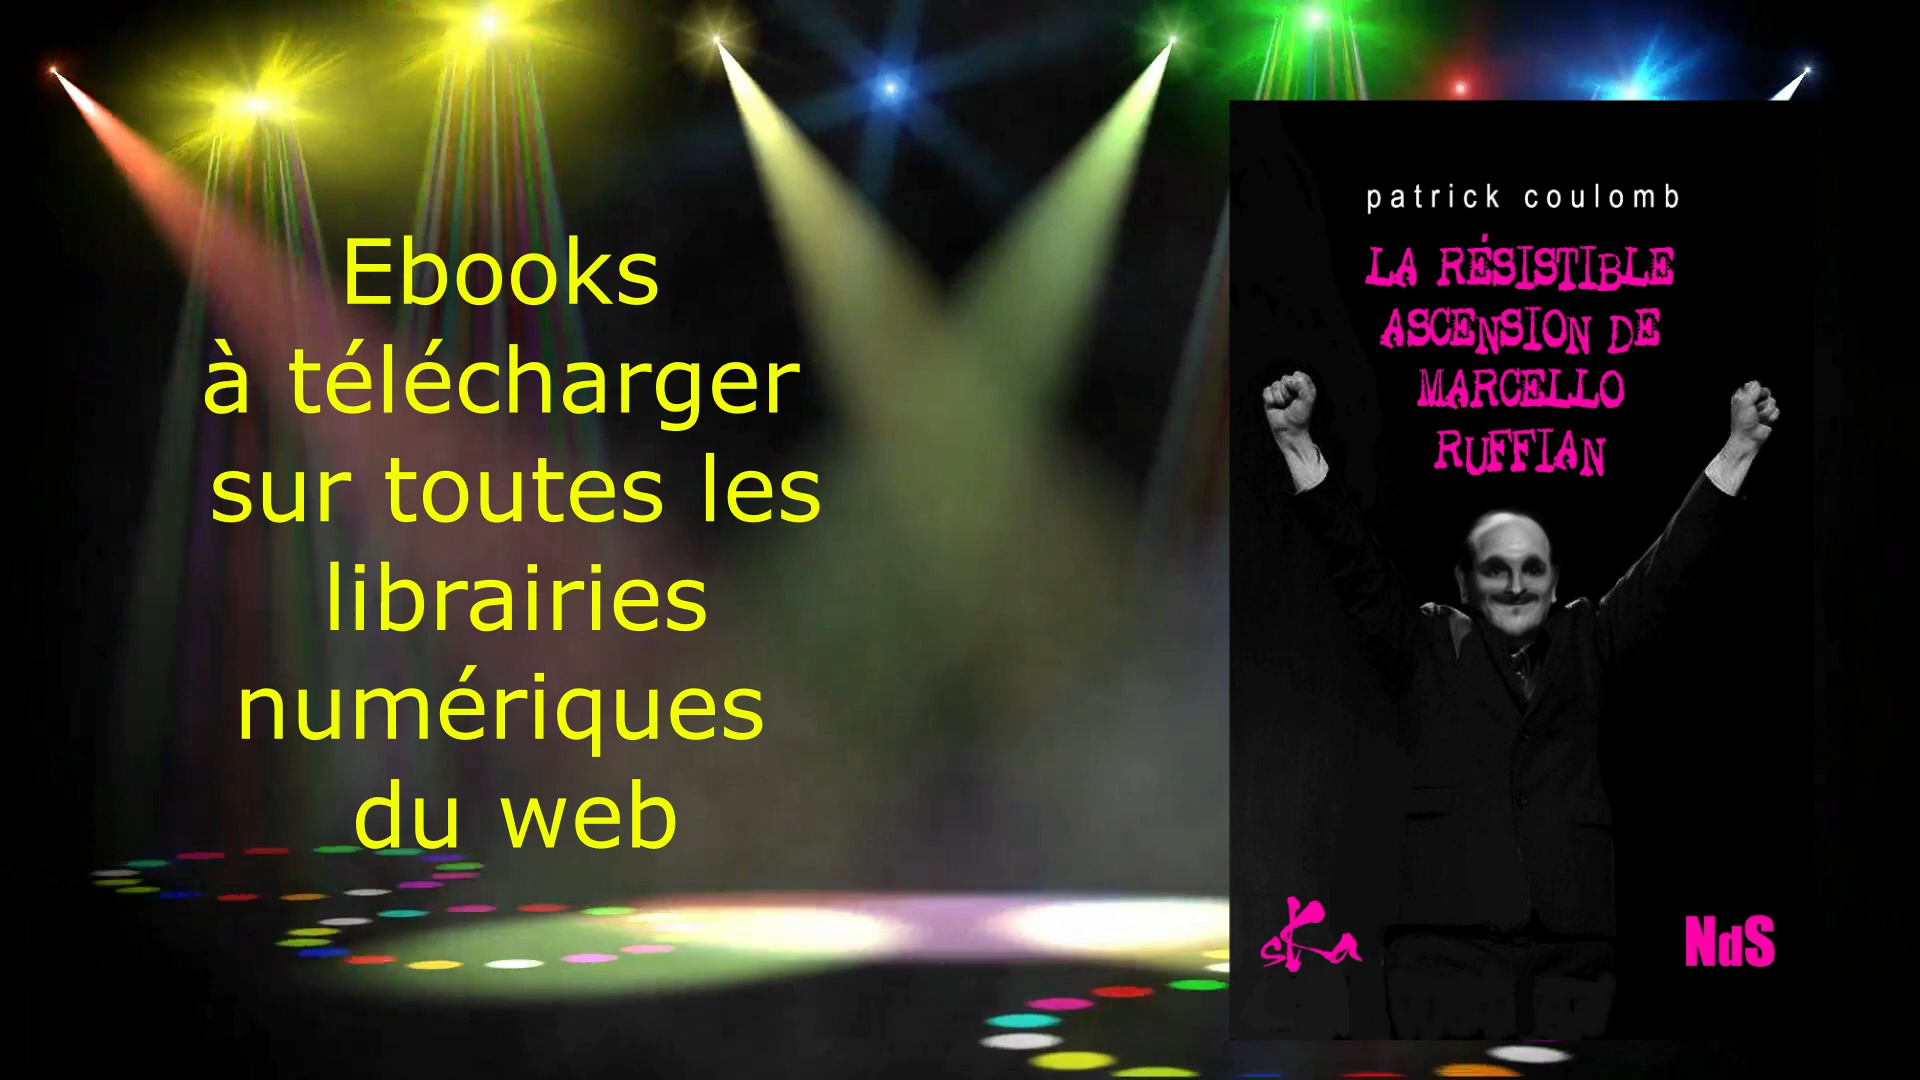 Ebooks
à télécharger
sur toutes les
librairies
numériques
du web
patrick coulomb
LA RÉSISTIBLE
ASCENSION DE
MARCELLO
RUFFIAN
sKa
NdS